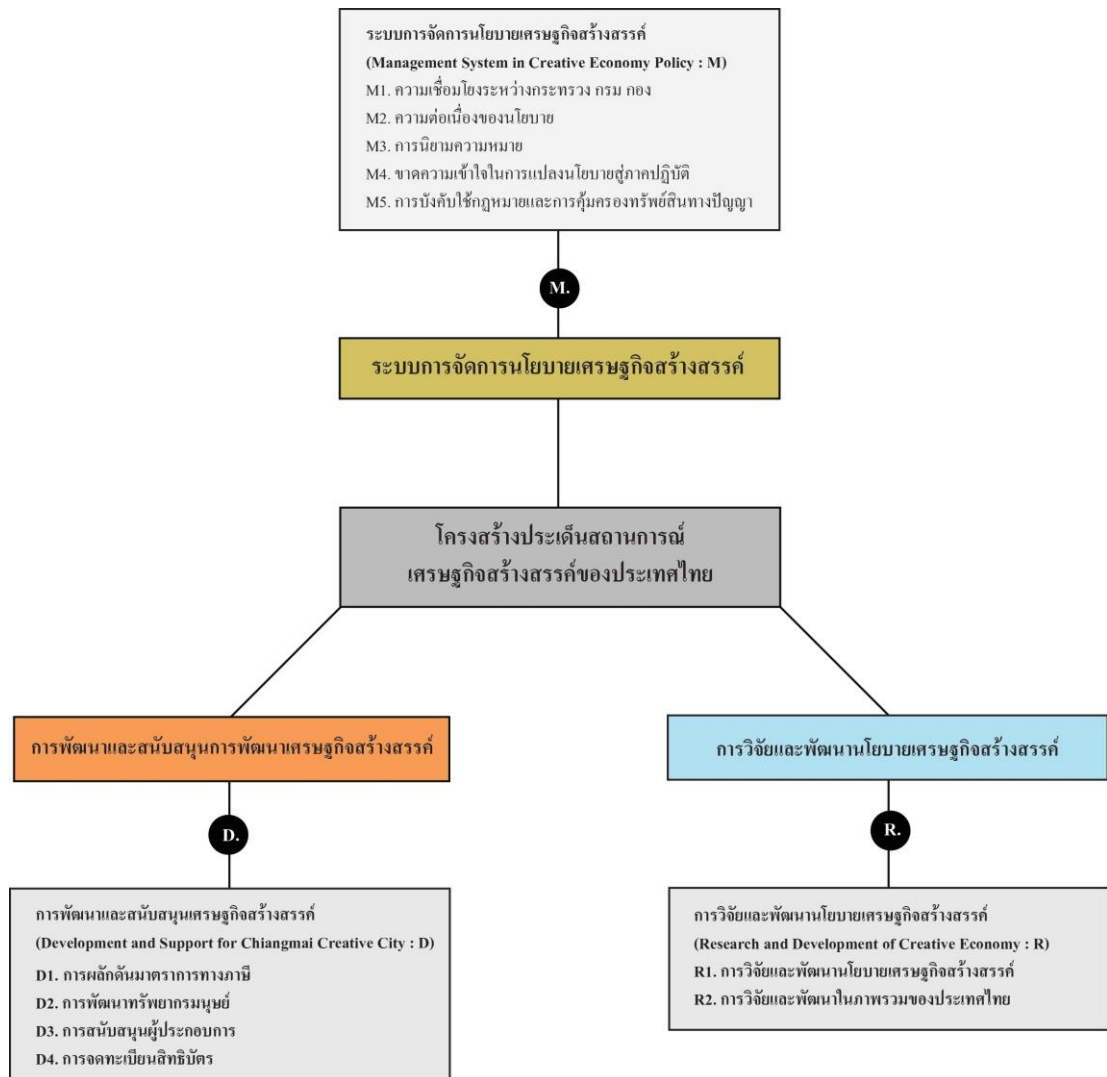 ระบบการจัดการนโยบายเศรษฐกิจสร้างสรรค์
(Management System in Creative Economy Policy : M)
M1. ความเชื่อมโยงระหว่างกระทรวง กรม กอง
M2. ความต่อเนื่องของนโยบาย
M3. การนิยามความหมาย
M4. ขาดความเข้าใจในการแปลงนโยบายสู่ภาคปฏิบัติ
M5. การบังคับใช้กฎหมายและการคุ้มครองทรัพย์สินทางปัญญา
M.
ระบบการจัดการนโยบายเศรษฐกิจสร้างสรรค์
โครงสร้างประเด็นสถานการณ์
เศรษฐกิจสร้างสรรค์ของประเทศไทย
การพัฒนาและสนับสนุนการพัฒนาเศรษฐกิจสร้างสรรค์
D.
การพัฒนาและสนับสนุนเศรษฐกิจสร้างสรรค์
(Development and Support for Chiangmai Creative City : D)
D1. การผลักดันมาตราการทางภาษี
D2. การพัฒนาทรัพยากรมนุษย์
D3. การสนับสนุนผู้ประกอบการ
D4. การจดทะเบียนสิทธิบัตร
การวิจัยและพัฒนานโยบายเศรษฐกิจสร้างสรรค์
R.
การวิจัยและพัฒนานโยบายเศรษฐกิจสร้างสรรค์
(Research and Development of Creative Economy : R)
R1. การวิจัยและพัฒนานโยบายเศรษฐกิจสร้างสรรค์
R2. การวิจัยและพัฒนาในภาพรวมของประเทศไทย